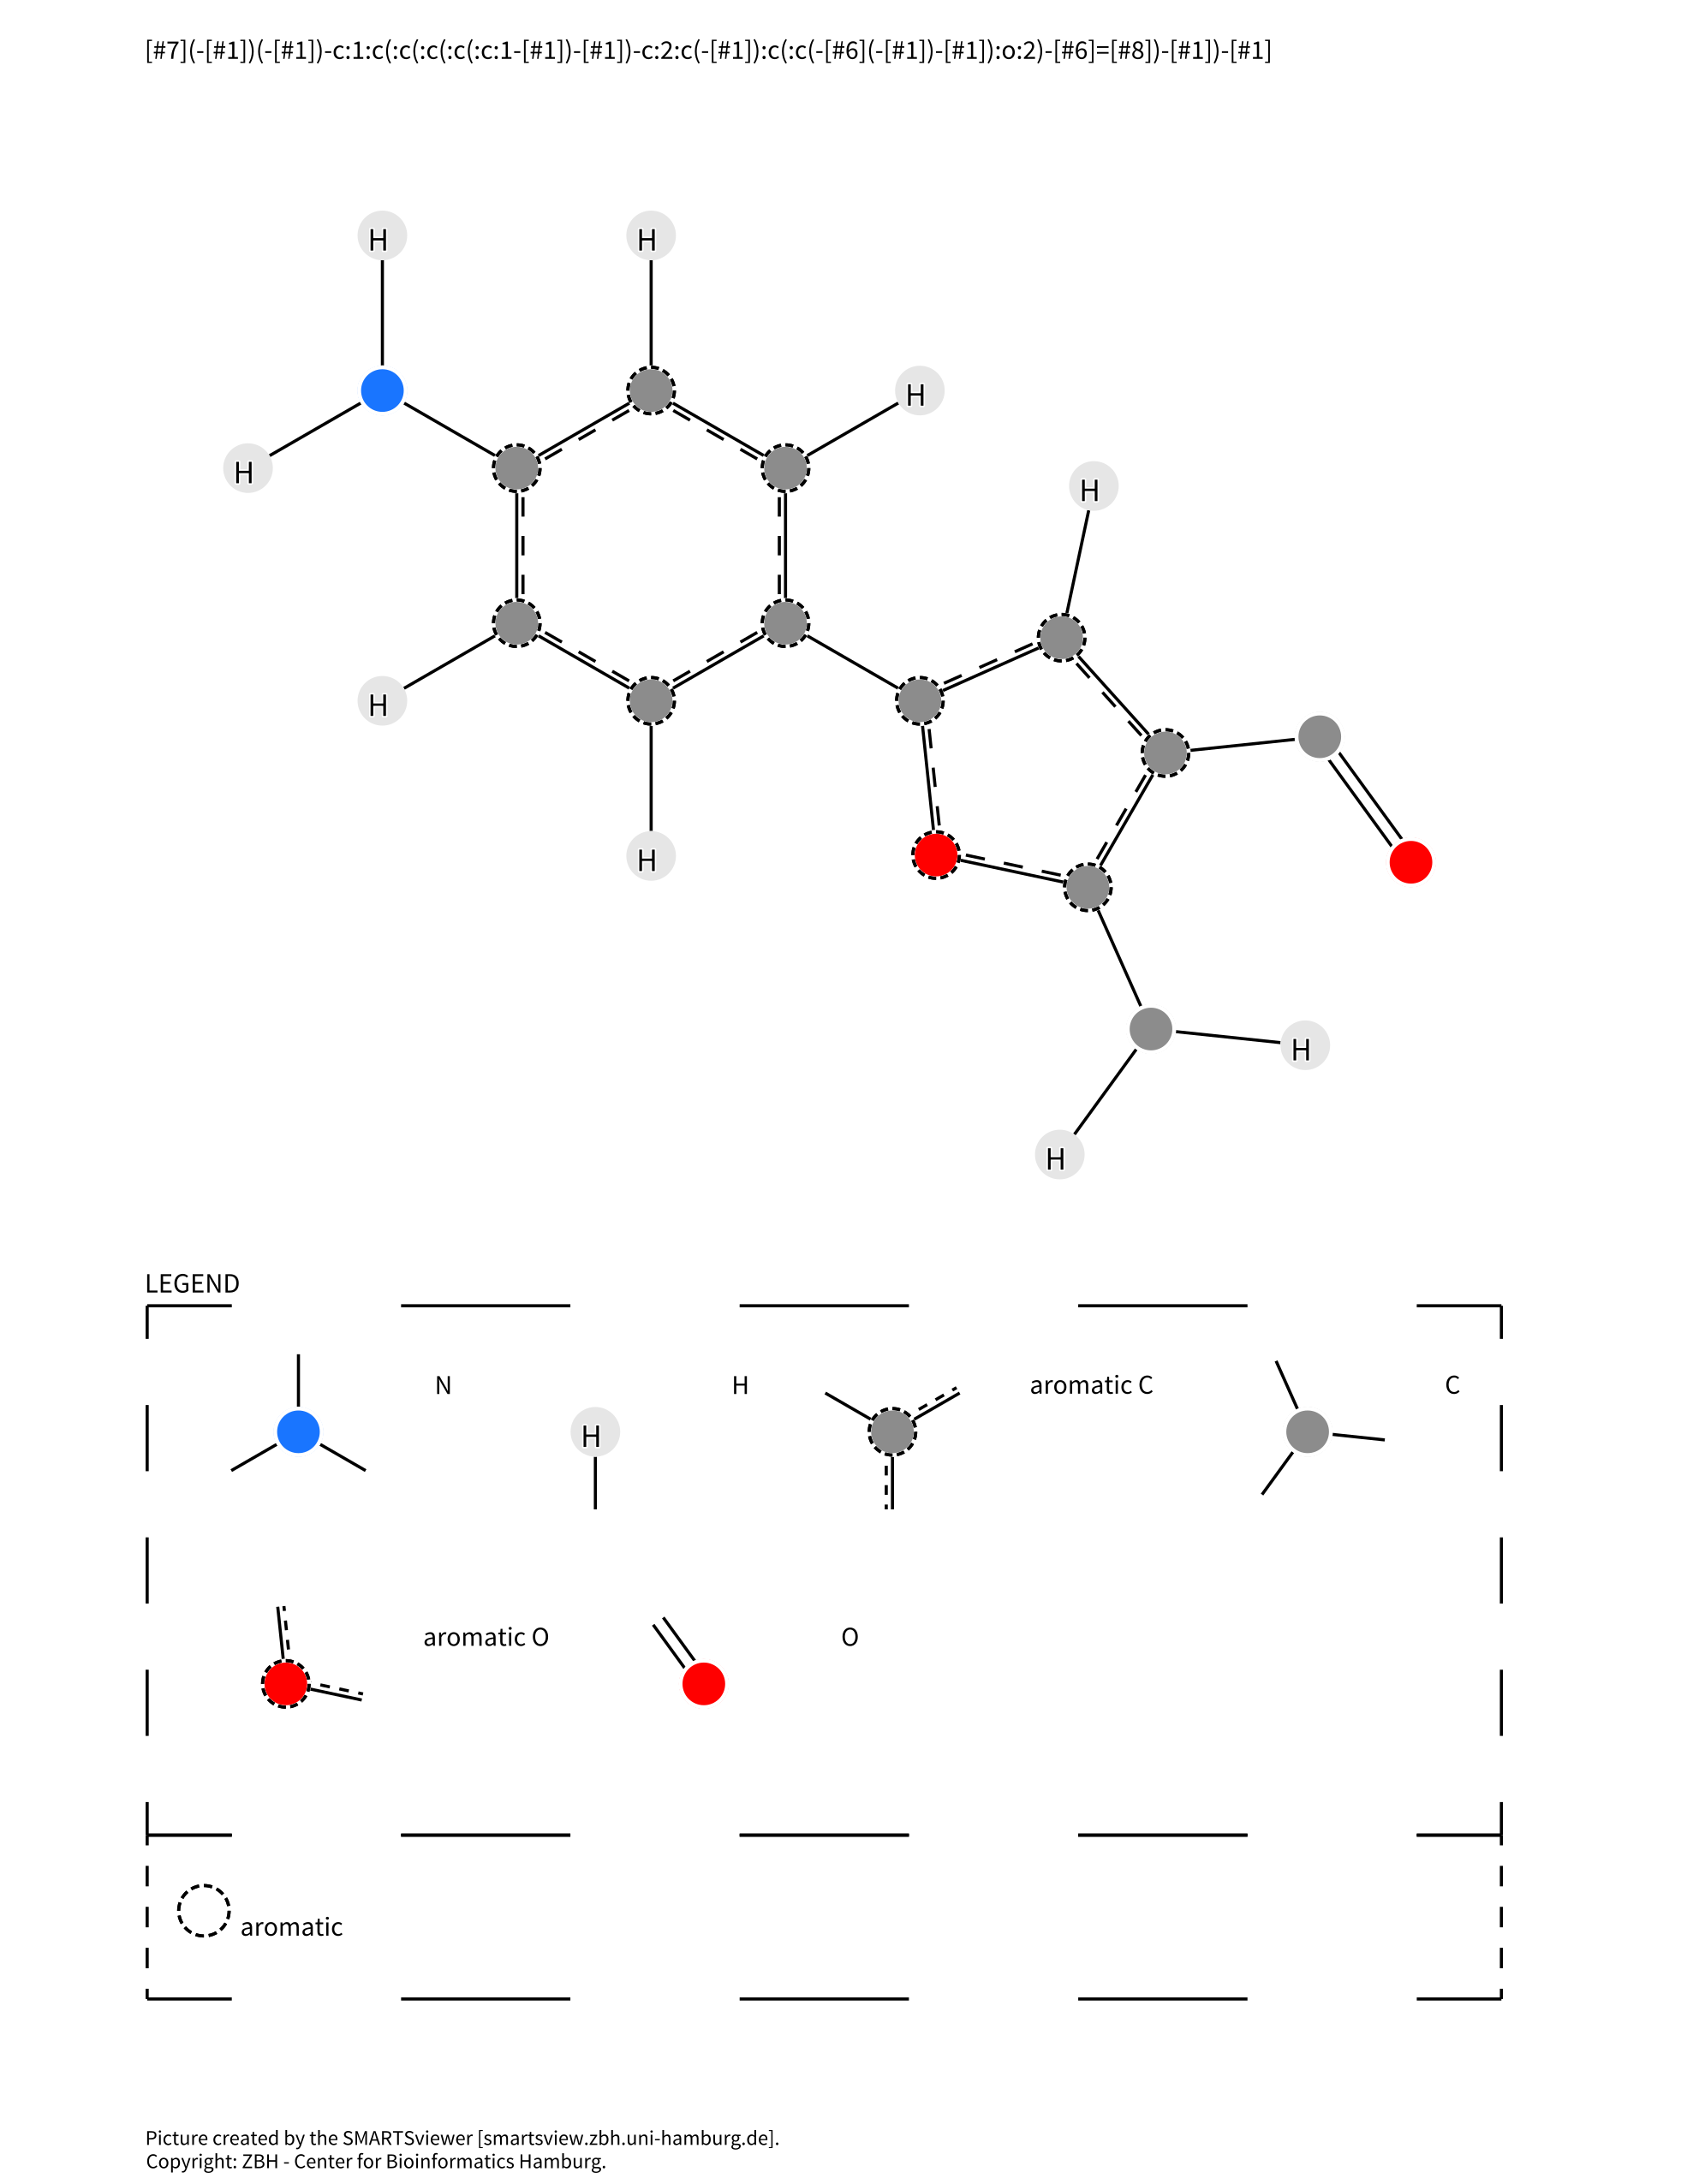 [#7](-[#1])(-[#1])-c:1:c(:c(:c(:c(:c:1-[#1])-[#1])-c:2:c(-[#1]):c(:c(-[#6](-[#1])-[#1]):o:2)-[#6]=[#8])-[#1])-[#1]
H
H
H
H
H
H
H
H
H
LEGEND
N
H
H
aromatic C
C
aromatic O
O
aromatic
Picture created by the SMARTSviewer [smartsview.zbh.uni-hamburg.de].
Copyright: ZBH - Center for Bioinformatics Hamburg.